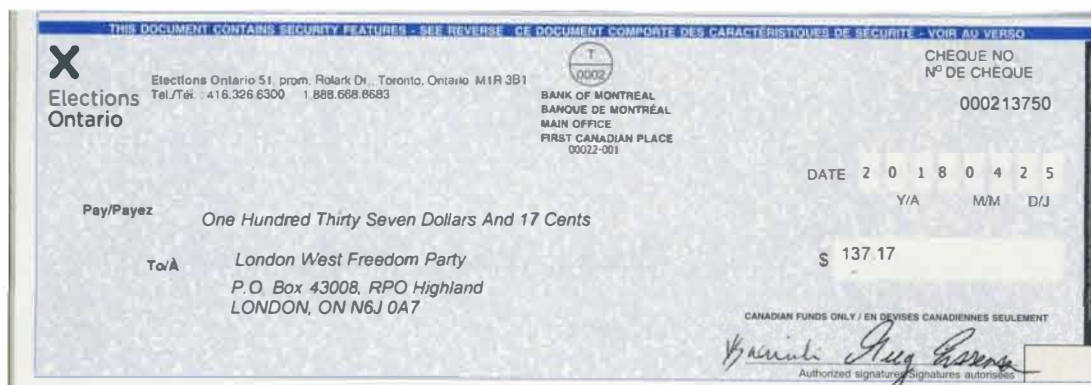 THIS DOCUMENT CONTAINS SECURITY FEATURES - SEE REVERSE CE DOCUMENT COMPORTE DES CARACTÉRISTIQUES DE SÉCURITÉ - VOIR AU VERSO
Elections
Ontario
Elections Ontario 51, prom. Rolark Dr., Toronto, Ontario M1R 3B1
Tel./Tél. : 416.326.6300 1.888.668.8683
T
0002
BANK OF MONTREAL
BANQUE DE MONTRÉAL
MAIN OFFICE
FIRST CANADIAN PLACE
00022-001
CHEQUE NO.
Nº DE CHEQUE
000213750
DATE 2 0 1 8 0 4 2 5
Y/A M/M D/J
Pay/Payez One Hundred Thirty Seven Dollars And 17 Cents
To/À London West Freedom Party
P.O. Box 43008, RPO Highland
LONDON, ON N6J 0A7
$ 137.17
CANADIAN FUNDS ONLY / EN DEVISES CANADIENNES SEULEMENT
Greg
Authorized signatures/Signatures autorisées